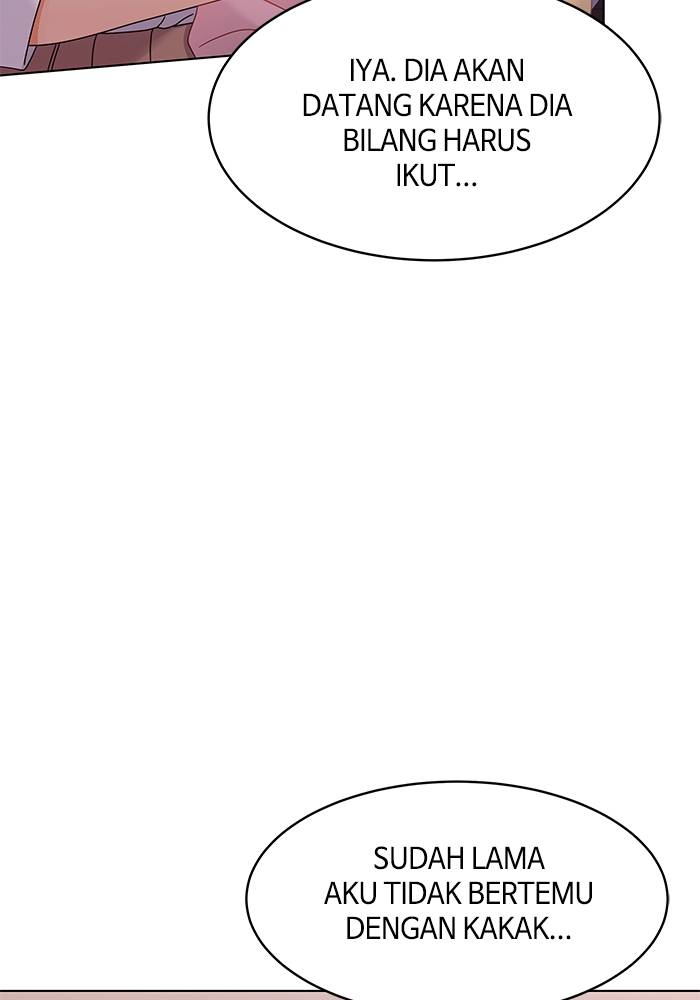 IYA. DIA AKAN
DATANG KARENA DIA
BILANG HARUS
IKUT...
SUDAH LAMA
AKU TIDAK BERTEMU
DENGAN KAKAK...